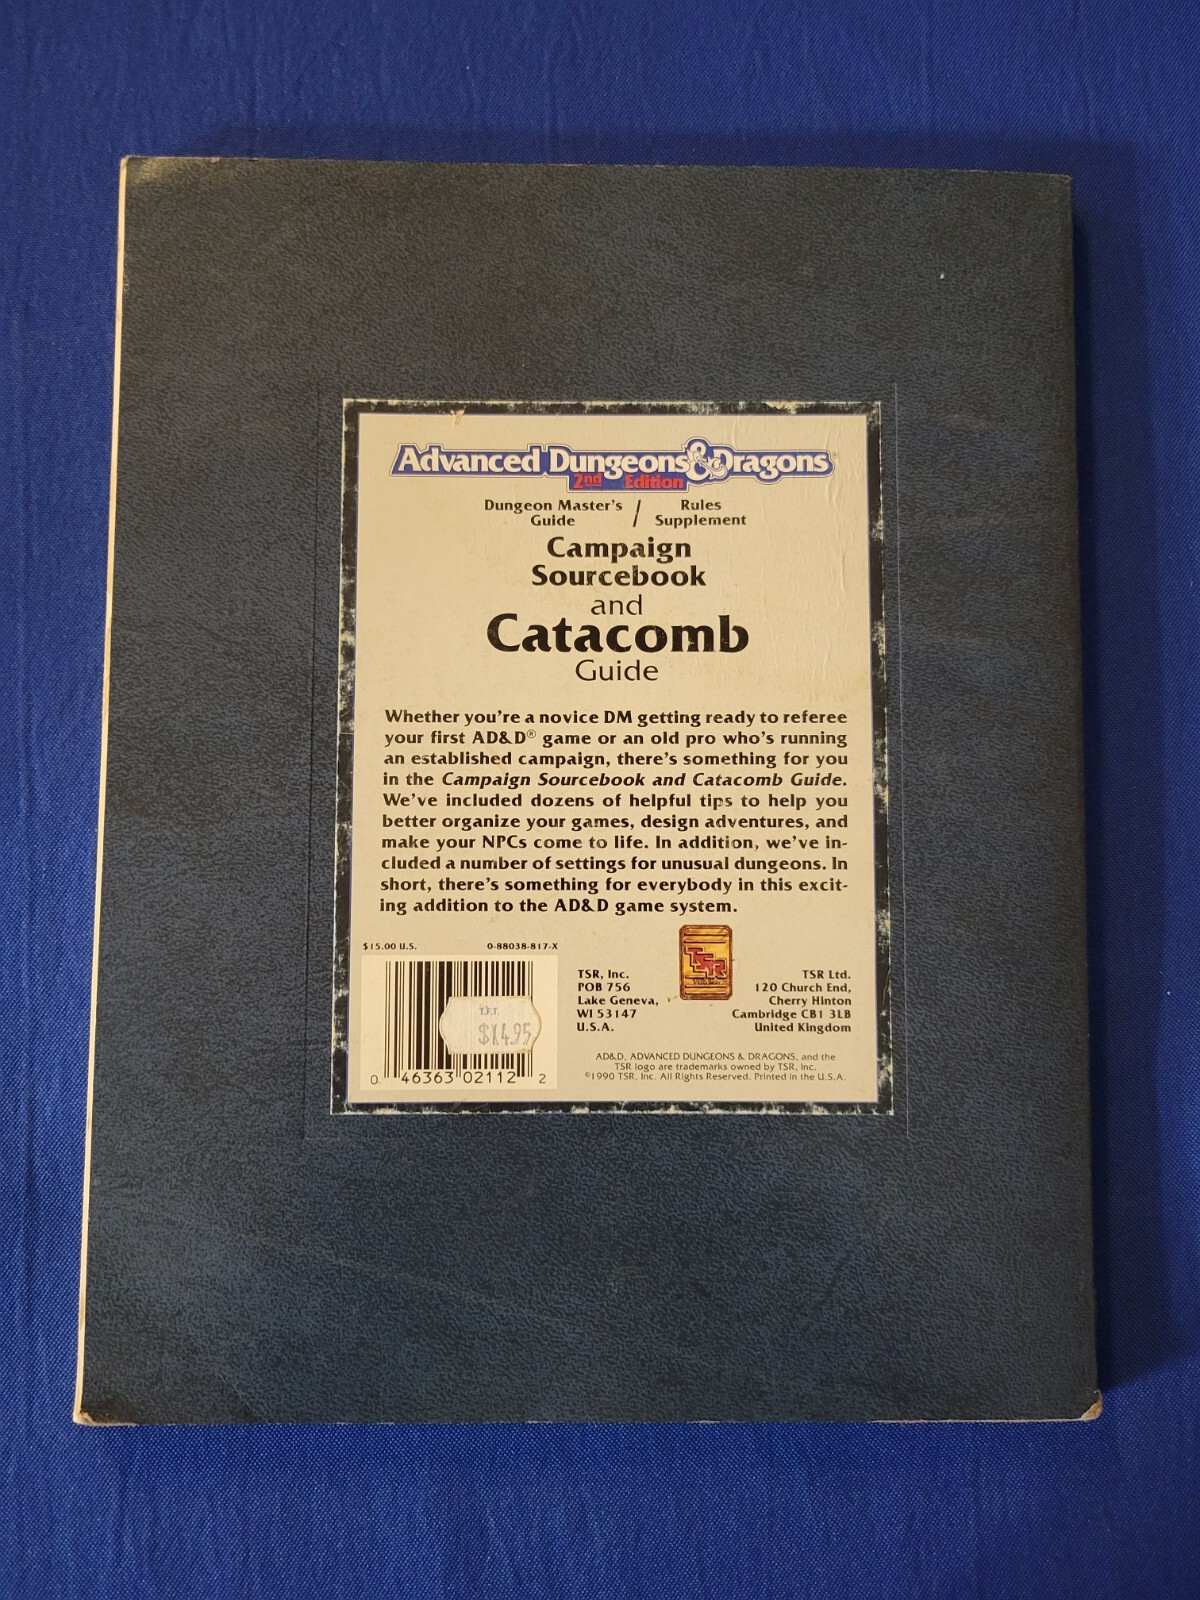 Advanced Dungeons & Dragons®
2nd Edition
Dungeon Master's / Rules
Guide Supplement
Campaign
Sourcebook
and
Catacomb
Guide
Whether you're a novice DM getting ready to referee
your first AD&D® game or an old pro who's running
an established campaign, there's something for you
in the Campaign Sourcebook and Catacomb Guide.
We've included dozens of helpful tips to help you
better organize your games, design adventures, and
make your NPCs come to life. In addition, we've in-
cluded a number of settings for unusual dungeons. In
short, there's something for everybody in this excit-
ing addition to the AD&D game system.
$15.00 U.S. 0-88038-817-X
T.F.T.
$14.95
0 46363 02112 2
TSR, Inc.
POB 756
Lake Geneva,
WI 53147
U.S.A.
TSR
TSR Ltd.
120 Church End,
Cherry Hinton
Cambridge CB1 3LB
United Kingdom
AD&D, ADVANCED DUNGEONS & DRAGONS, and the
TSR logo are trademarks owned by TSR, Inc.
©1990 TSR, Inc. All Rights Reserved. Printed in the U.S.A.